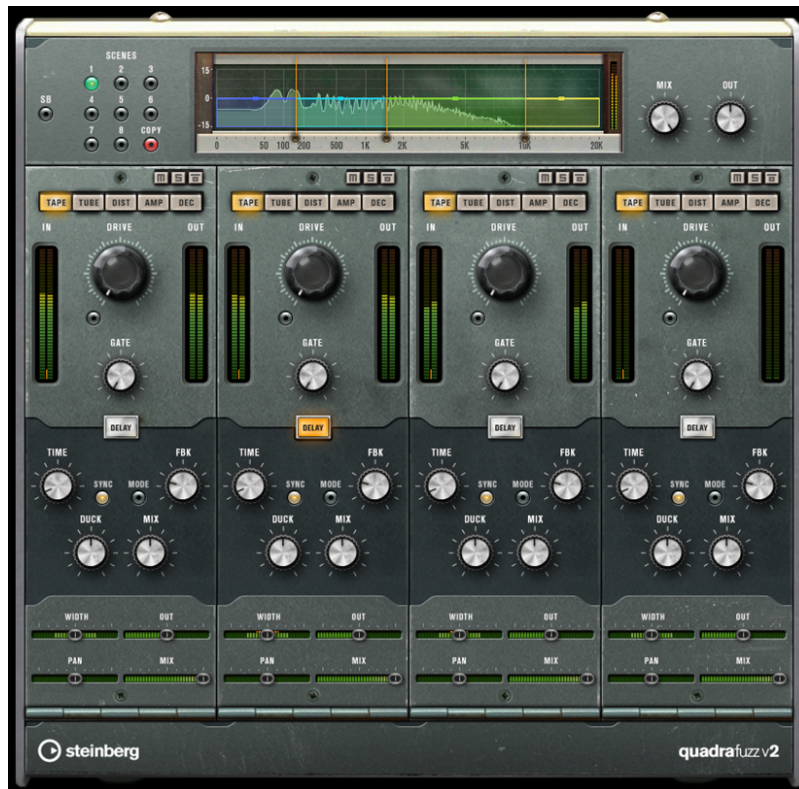 SCENES
1 2 3
SB
4 5 6
7 8 COPY
15
0
-15
0 50 100 200 500 1K 2K 5K 10K 20K
MIX OUT
M S
M S
M S
M S
TAPE TUBE DIST AMP DEC
TAPE TUBE DIST AMP DEC
TAPE TUBE DIST AMP DEC
TAPE TUBE DIST AMP DEC
IN DRIVE OUT
IN DRIVE OUT
IN DRIVE OUT
IN DRIVE OUT
GATE
GATE
GATE
GATE
DELAY
DELAY
DELAY
DELAY
TIME FBK
TIME FBK
TIME FBK
TIME FBK
SYNC MODE
SYNC MODE
SYNC MODE
SYNC MODE
DUCK MIX
DUCK MIX
DUCK MIX
DUCK MIX
WIDTH OUT
WIDTH OUT
WIDTH OUT
WIDTH OUT
PAN MIX
PAN MIX
PAN MIX
PAN MIX
steinberg
quadrafuzz v2